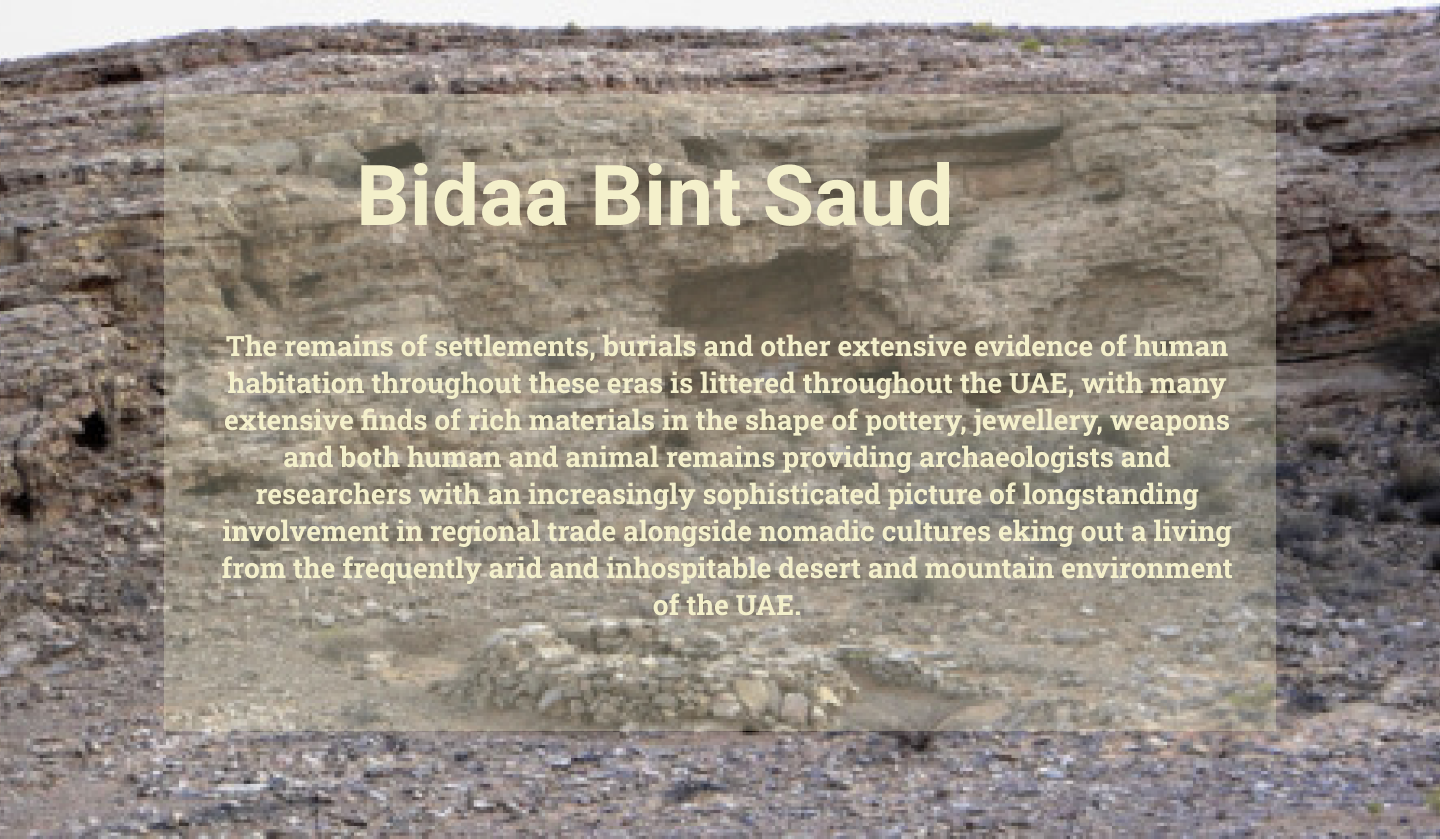 Bidaa Bint Saud
The remains of settlements, burials and other extensive evidence of human
habitation throughout these eras is littered throughout the UAE, with many
extensive finds of rich materials in the shape of pottery, jewellery, weapons
and both human and animal remains providing archaeologists and
researchers with an increasingly sophisticated picture of longstanding
involvement in regional trade alongside nomadic cultures eking out a living
from the frequently arid and inhospitable desert and mountain environment
of the UAE.